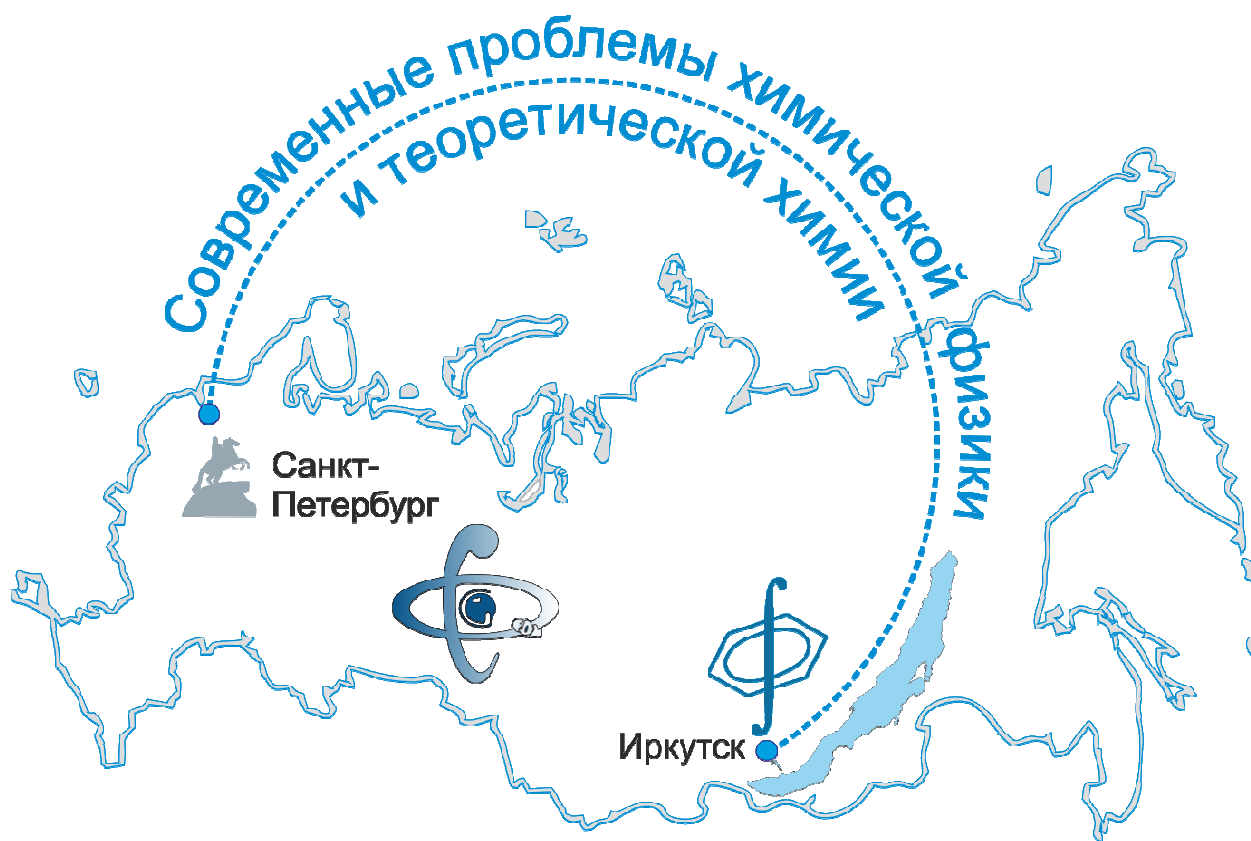 Современные проблемы химической физики
и теоретической химии
Санкт-
Петербург
Иркутск